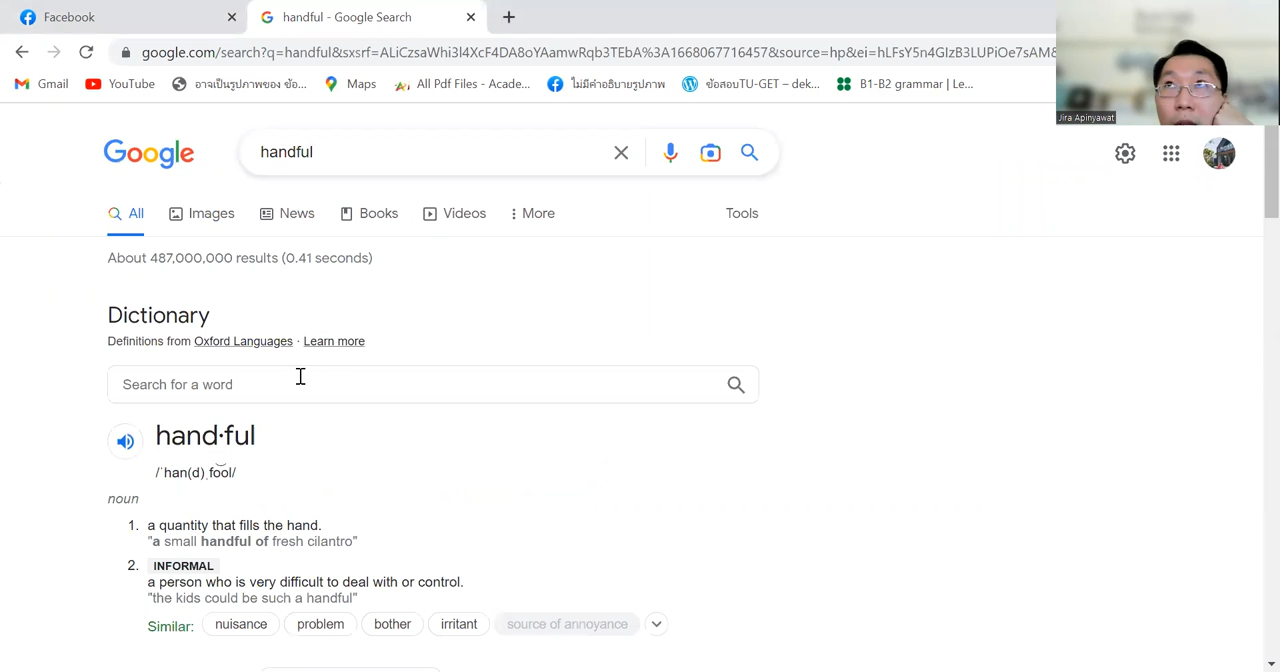 Facebook
handful - Google Search
google.com/search?q=handful&sxsrf=ALiCzsaWhi3l4XcF4DA8oYAamwRqb3TEbA%3A1668067716457&source=hp&ei=hLFsY5n4GIzB3LUPiOe7sAM&
Gmail
YouTube
อาจเป็นรูปภาพของ ข้อ...
Maps
All Pdf Files - Acade...
ไม่มีคำอธิบายรูปภาพ
ข้อสอบTU-GET – dek...
B1-B2 grammar | Le...
Jira Apinyawat
Google
handful
All
Images
News
Books
Videos
More
Tools
About 487,000,000 results (0.41 seconds)
Dictionary
Definitions from Oxford Languages · Learn more
Search for a word
hand·ful
/ˈhan(d)ˌfo͝ol/
noun
1. a quantity that fills the hand.
"a small handful of fresh cilantro"
2. INFORMAL
a person who is very difficult to deal with or control.
"the kids could be such a handful"
Similar: nuisance problem bother irritant source of annoyance